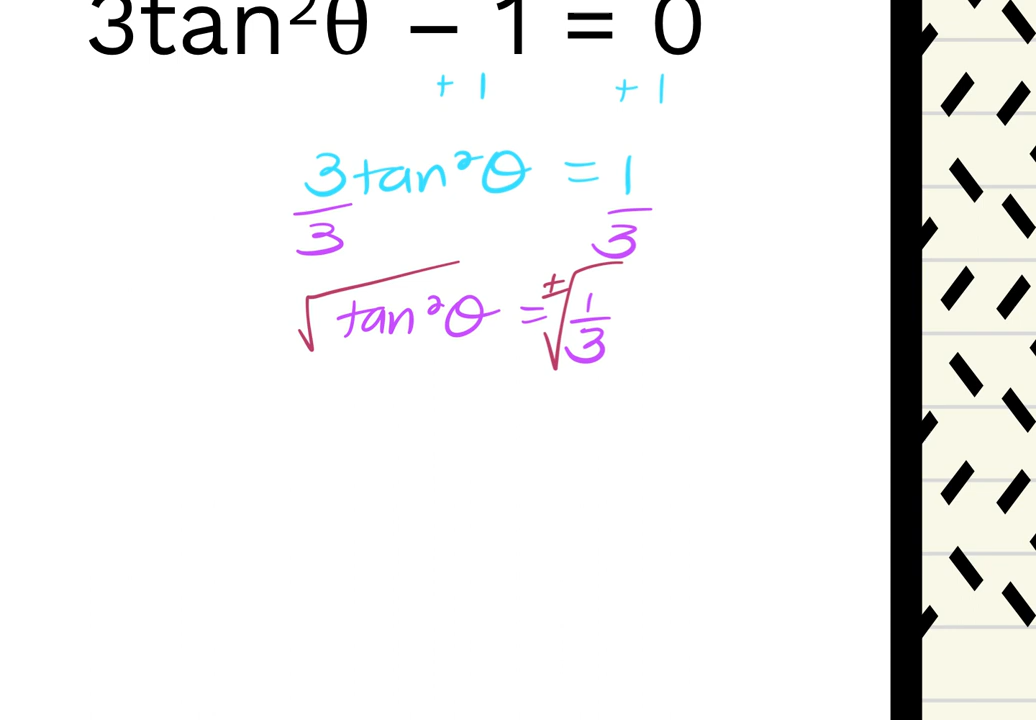 3tan²θ − 1 = 0
+ 1 + 1
3tan²θ = 1
3 3
√tan²θ = ±√1/3